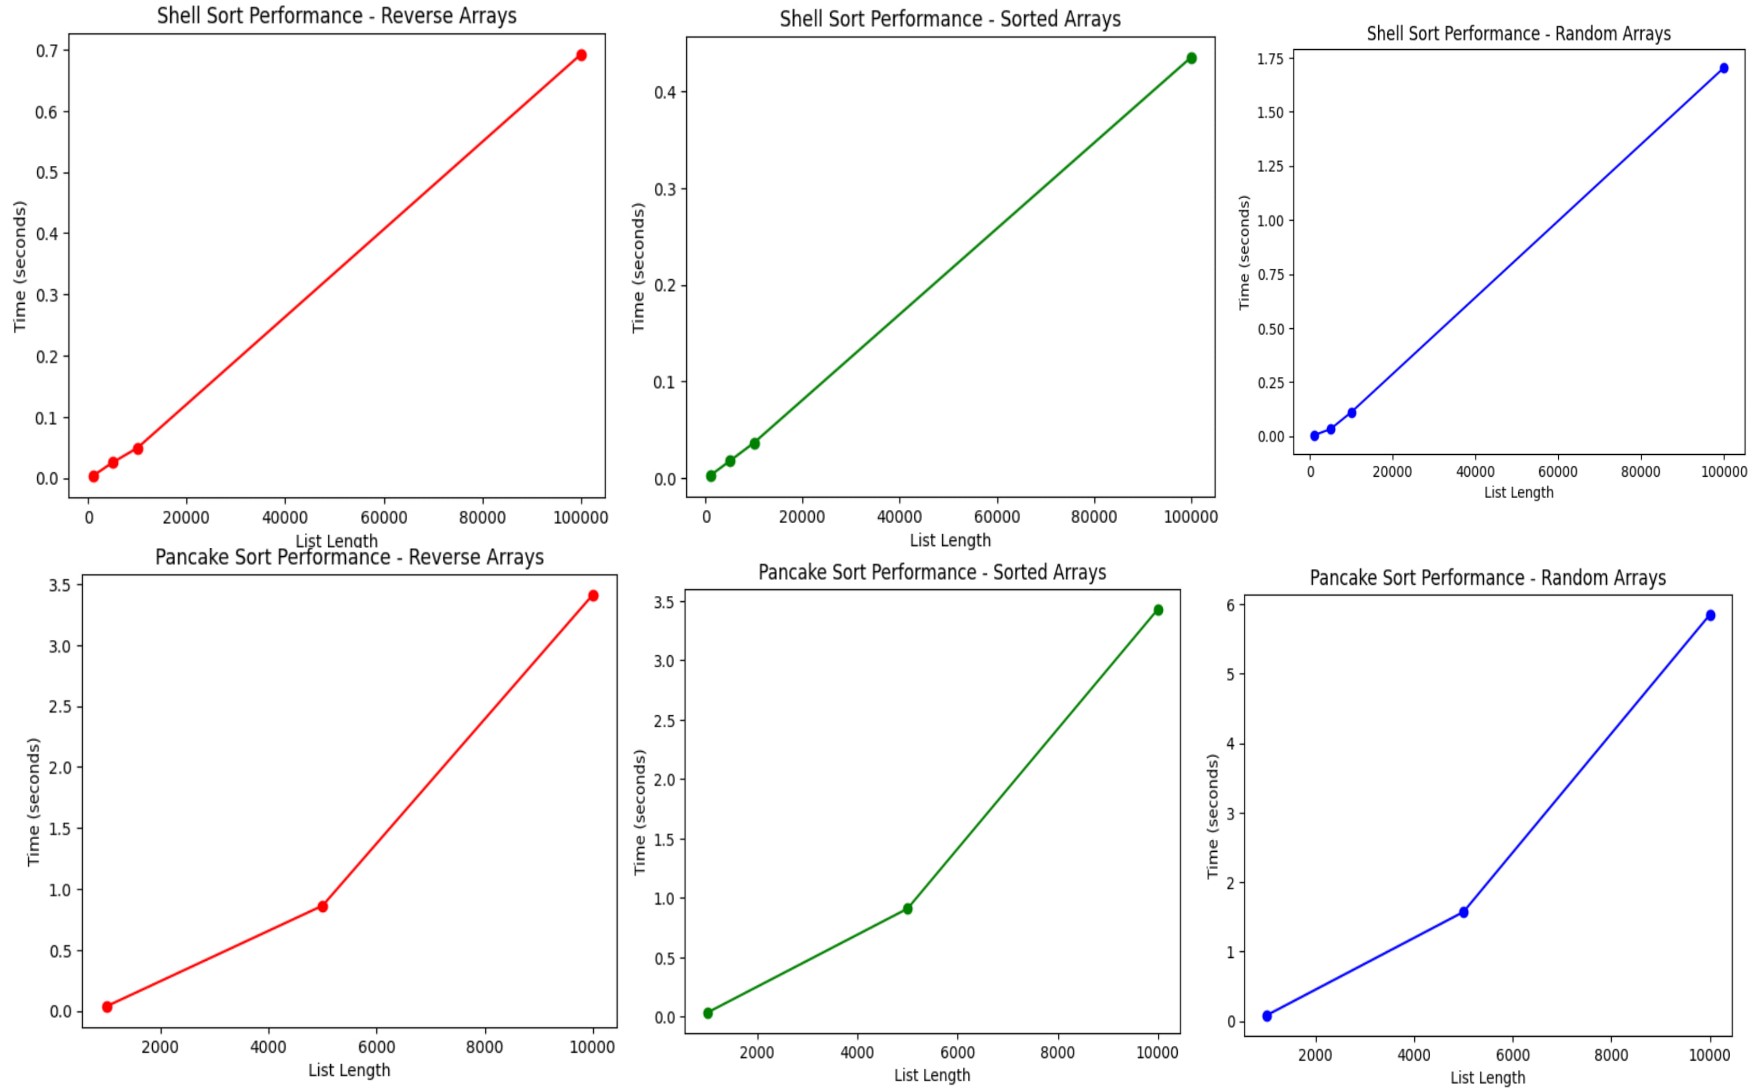 Shell Sort Performance - Reverse Arrays
0.7
0.6
0.5
0.4
0.3
0.2
0.1
0.0
Time (seconds)
0 20000 40000 60000 80000 100000
List Length
Shell Sort Performance - Sorted Arrays
0.4
0.3
0.2
0.1
0.0
Time (seconds)
0 20000 40000 60000 80000 100000
List Length
Shell Sort Performance - Random Arrays
1.75
1.50
1.25
1.00
0.75
0.50
0.25
0.00
Time (seconds)
0 20000 40000 60000 80000 100000
List Length
Pancake Sort Performance - Reverse Arrays
3.5
3.0
2.5
2.0
1.5
1.0
0.5
0.0
Time (seconds)
2000 4000 6000 8000 10000
List Length
Pancake Sort Performance - Sorted Arrays
3.5
3.0
2.5
2.0
1.5
1.0
0.5
0.0
Time (seconds)
2000 4000 6000 8000 10000
List Length
Pancake Sort Performance - Random Arrays
6
5
4
3
2
1
0
Time (seconds)
2000 4000 6000 8000 10000
List Length